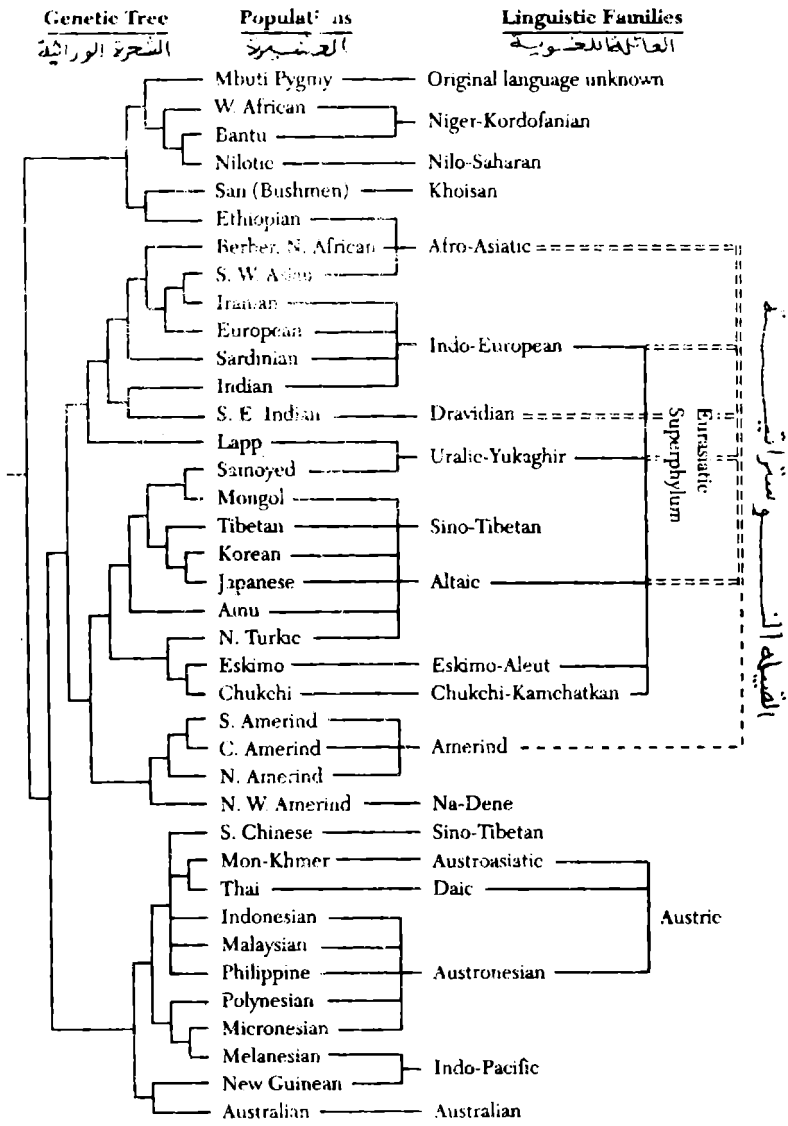 Genetic Tree Populations Linguistic Families
الشجرة الوراثية
Mbuti Pygmy Original language unknown
W. African
Niger-Kordofanian
Bantu
Nilotic Nilo-Saharan
San (Bushmen) Khoisan
Ethiopian
Berber, N. African Afro-Asiatic
S. W. Asian
Iranian
European
Indo-European
Sardinian
Indian
S. E. Indian Dravidian
Lapp
Uralic-Yukaghir
Samoyed
Mongol
Tibetan Sino-Tibetan
Korean
Japanese Altaic
Ainu
N. Turkic
Eskimo Eskimo-Aleut
Chukchi Chukchi-Kamchatkan
Eurasiatic
Superphylum
S. Amerind
C. Amerind Amerind
N. Amerind
N. W. Amerind Na-Dene
S. Chinese Sino-Tibetan
Mon-Khmer Austroasiatic
Thai Daic
Indonesian
Austric
Malaysian
Philippine Austronesian
Polynesian
Micronesian
Melanesian
Indo-Pacific
New Guinean
Australian Australian